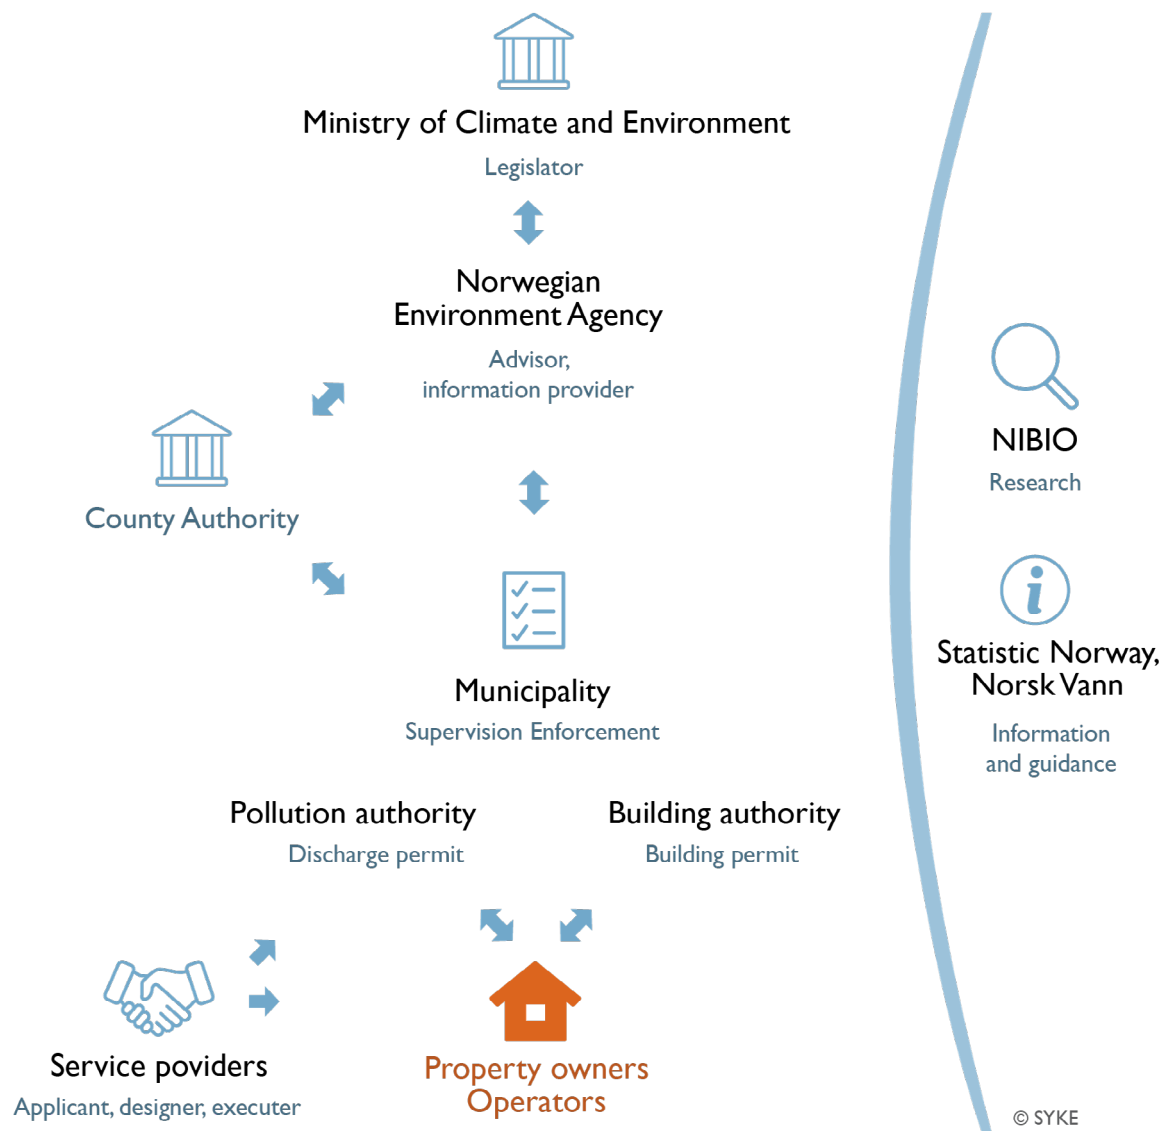 Ministry of Climate and Environment
Legislator
Norwegian
Environment Agency
Advisor,
information provider
County Authority
Municipality
Supervision Enforcement
Pollution authority
Discharge permit
Building authority
Building permit
Service poviders
Applicant, designer, executer
Property owners
Operators
NIBIO
Research
Statistic Norway,
Norsk Vann
Information
and guidance
© SYKE